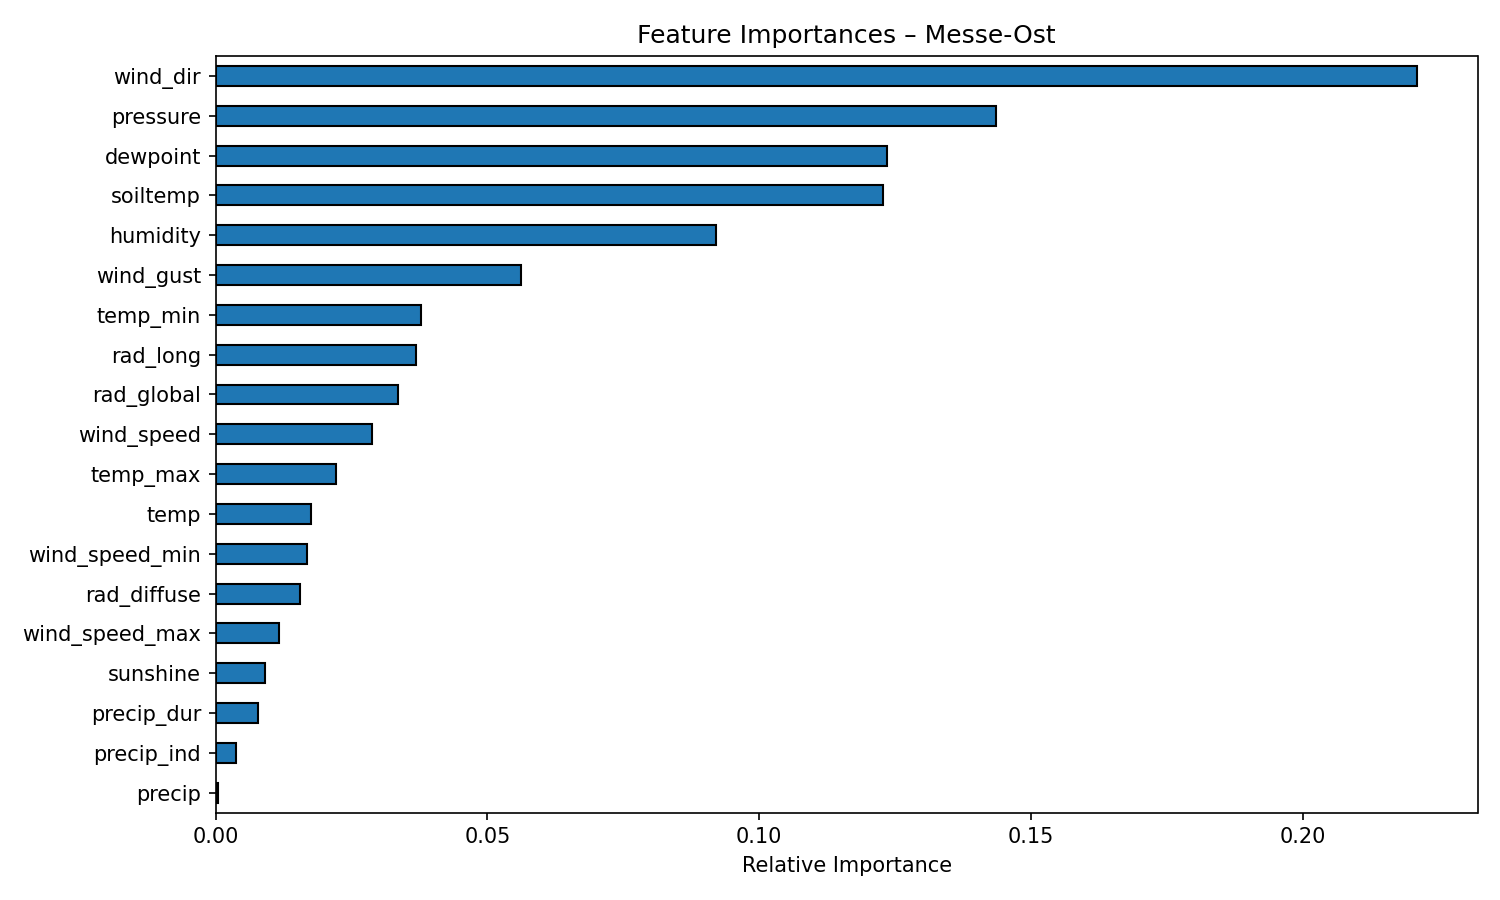 Feature Importances – Messe-Ost
wind_dir
pressure
dewpoint
soiltemp
humidity
wind_gust
temp_min
rad_long
rad_global
wind_speed
temp_max
temp
wind_speed_min
rad_diffuse
wind_speed_max
sunshine
precip_dur
precip_ind
precip
0.00 0.05 0.10 0.15 0.20
Relative Importance